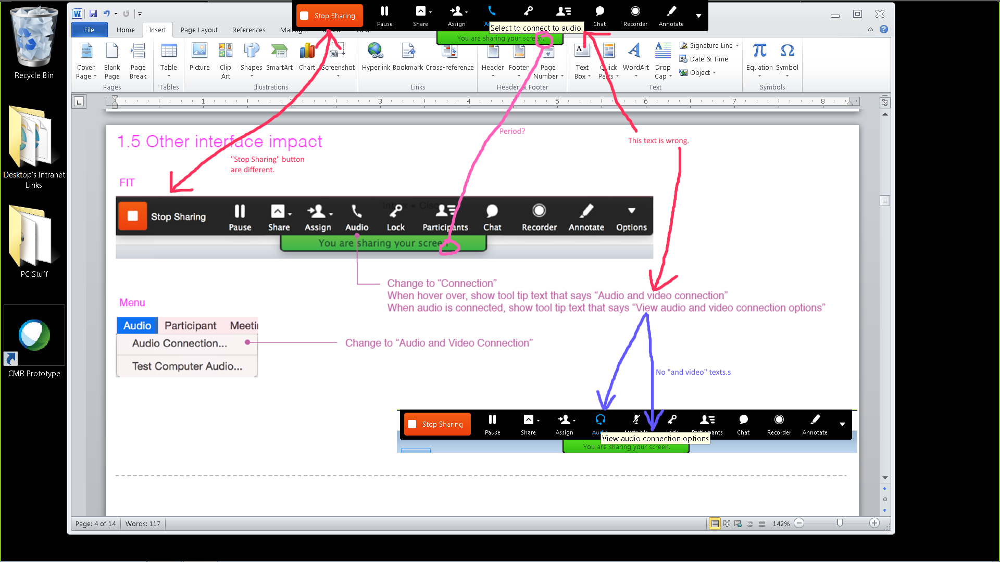 Recycle Bin
Desktop's Intranet
Links
PC Stuff
CMR Prototype
Stop Sharing
Pause
Share
Assign
Chat
Recorder
Annotate
Select to connect to audio.
You are sharing your screen.
File
Home
Insert
Page Layout
References
Cover
Page
Blank
Page
Page
Break
Pages
Table
Tables
Picture
Clip
Art
Shapes
SmartArt
Chart
Screenshot
Illustrations
Hyperlink
Bookmark
Cross-reference
Links
Header
Footer
Page
Number
Header & Footer
Text
Box
Quick
Parts
WordArt
Drop
Cap
Signature Line
Date & Time
Object
Text
Equation
Symbol
Symbols
1 3 4 5 6 7 8
1.5 Other interface impact
"Stop Sharing" button
are different.
Period?
This text is wrong.
FIT
Stop Sharing
Pause
Share
Assign
Audio
Lock
Participants
Chat
Recorder
Annotate
Options
You are sharing your screen
Change to “Connection”
When hover over, show tool tip text that says “Audio and video connection”
When audio is connected, show tool tip text that says “View audio and video connection options”
Menu
Audio Participant
Audio Connection...
Test Computer Audio...
Change to “Audio and Video Connection”
No "and video" texts.s
Stop Sharing
Pause
Share
Assign
Audio
Mute Me
Lock
Participants
Chat
Recorder
Annotate
View audio connection options
You are sharing your screen.
Page: 4 of 14
Words: 117
142%